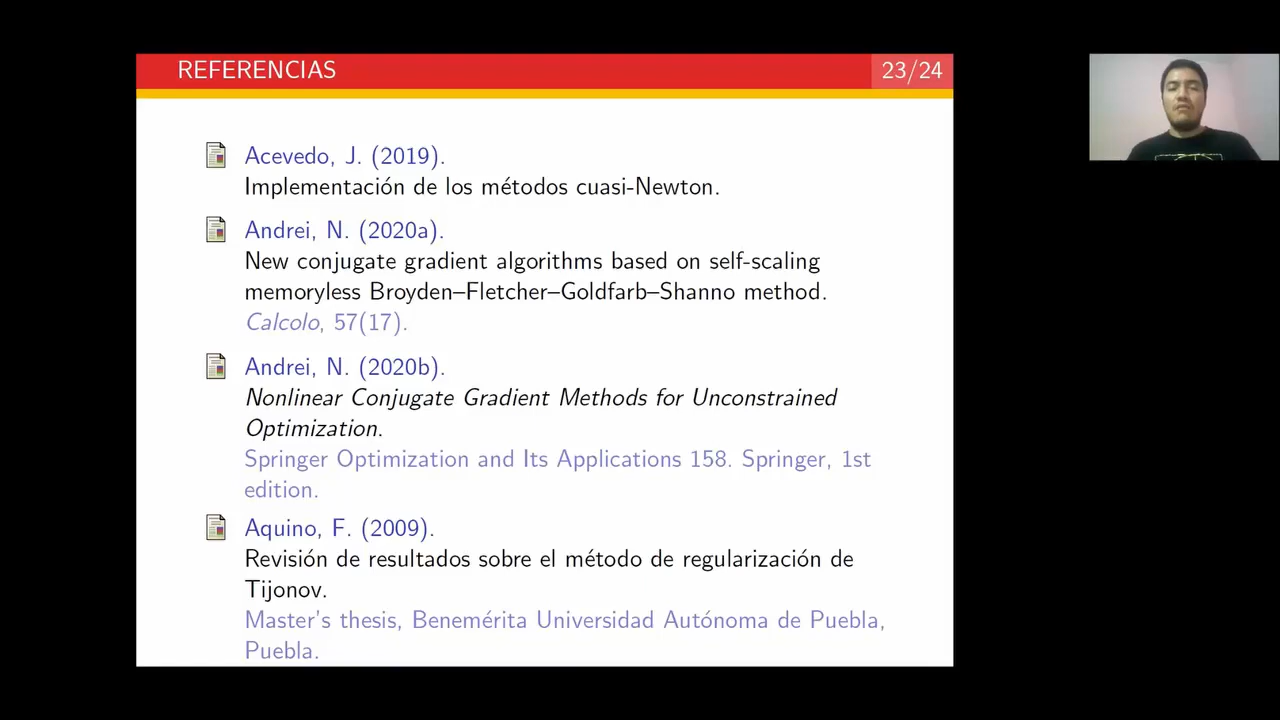 REFERENCIAS
23/24
Acevedo, J. (2019).
Implementación de los métodos cuasi-Newton.
Andrei, N. (2020a).
New conjugate gradient algorithms based on self-scaling
memoryless Broyden–Fletcher–Goldfarb–Shanno method.
Calcolo, 57(17).
Andrei, N. (2020b).
Nonlinear Conjugate Gradient Methods for Unconstrained
Optimization.
Springer Optimization and Its Applications 158. Springer, 1st
edition.
Aquino, F. (2009).
Revisión de resultados sobre el método de regularización de
Tijonov.
Master's thesis, Benemérita Universidad Autónoma de Puebla,
Puebla.